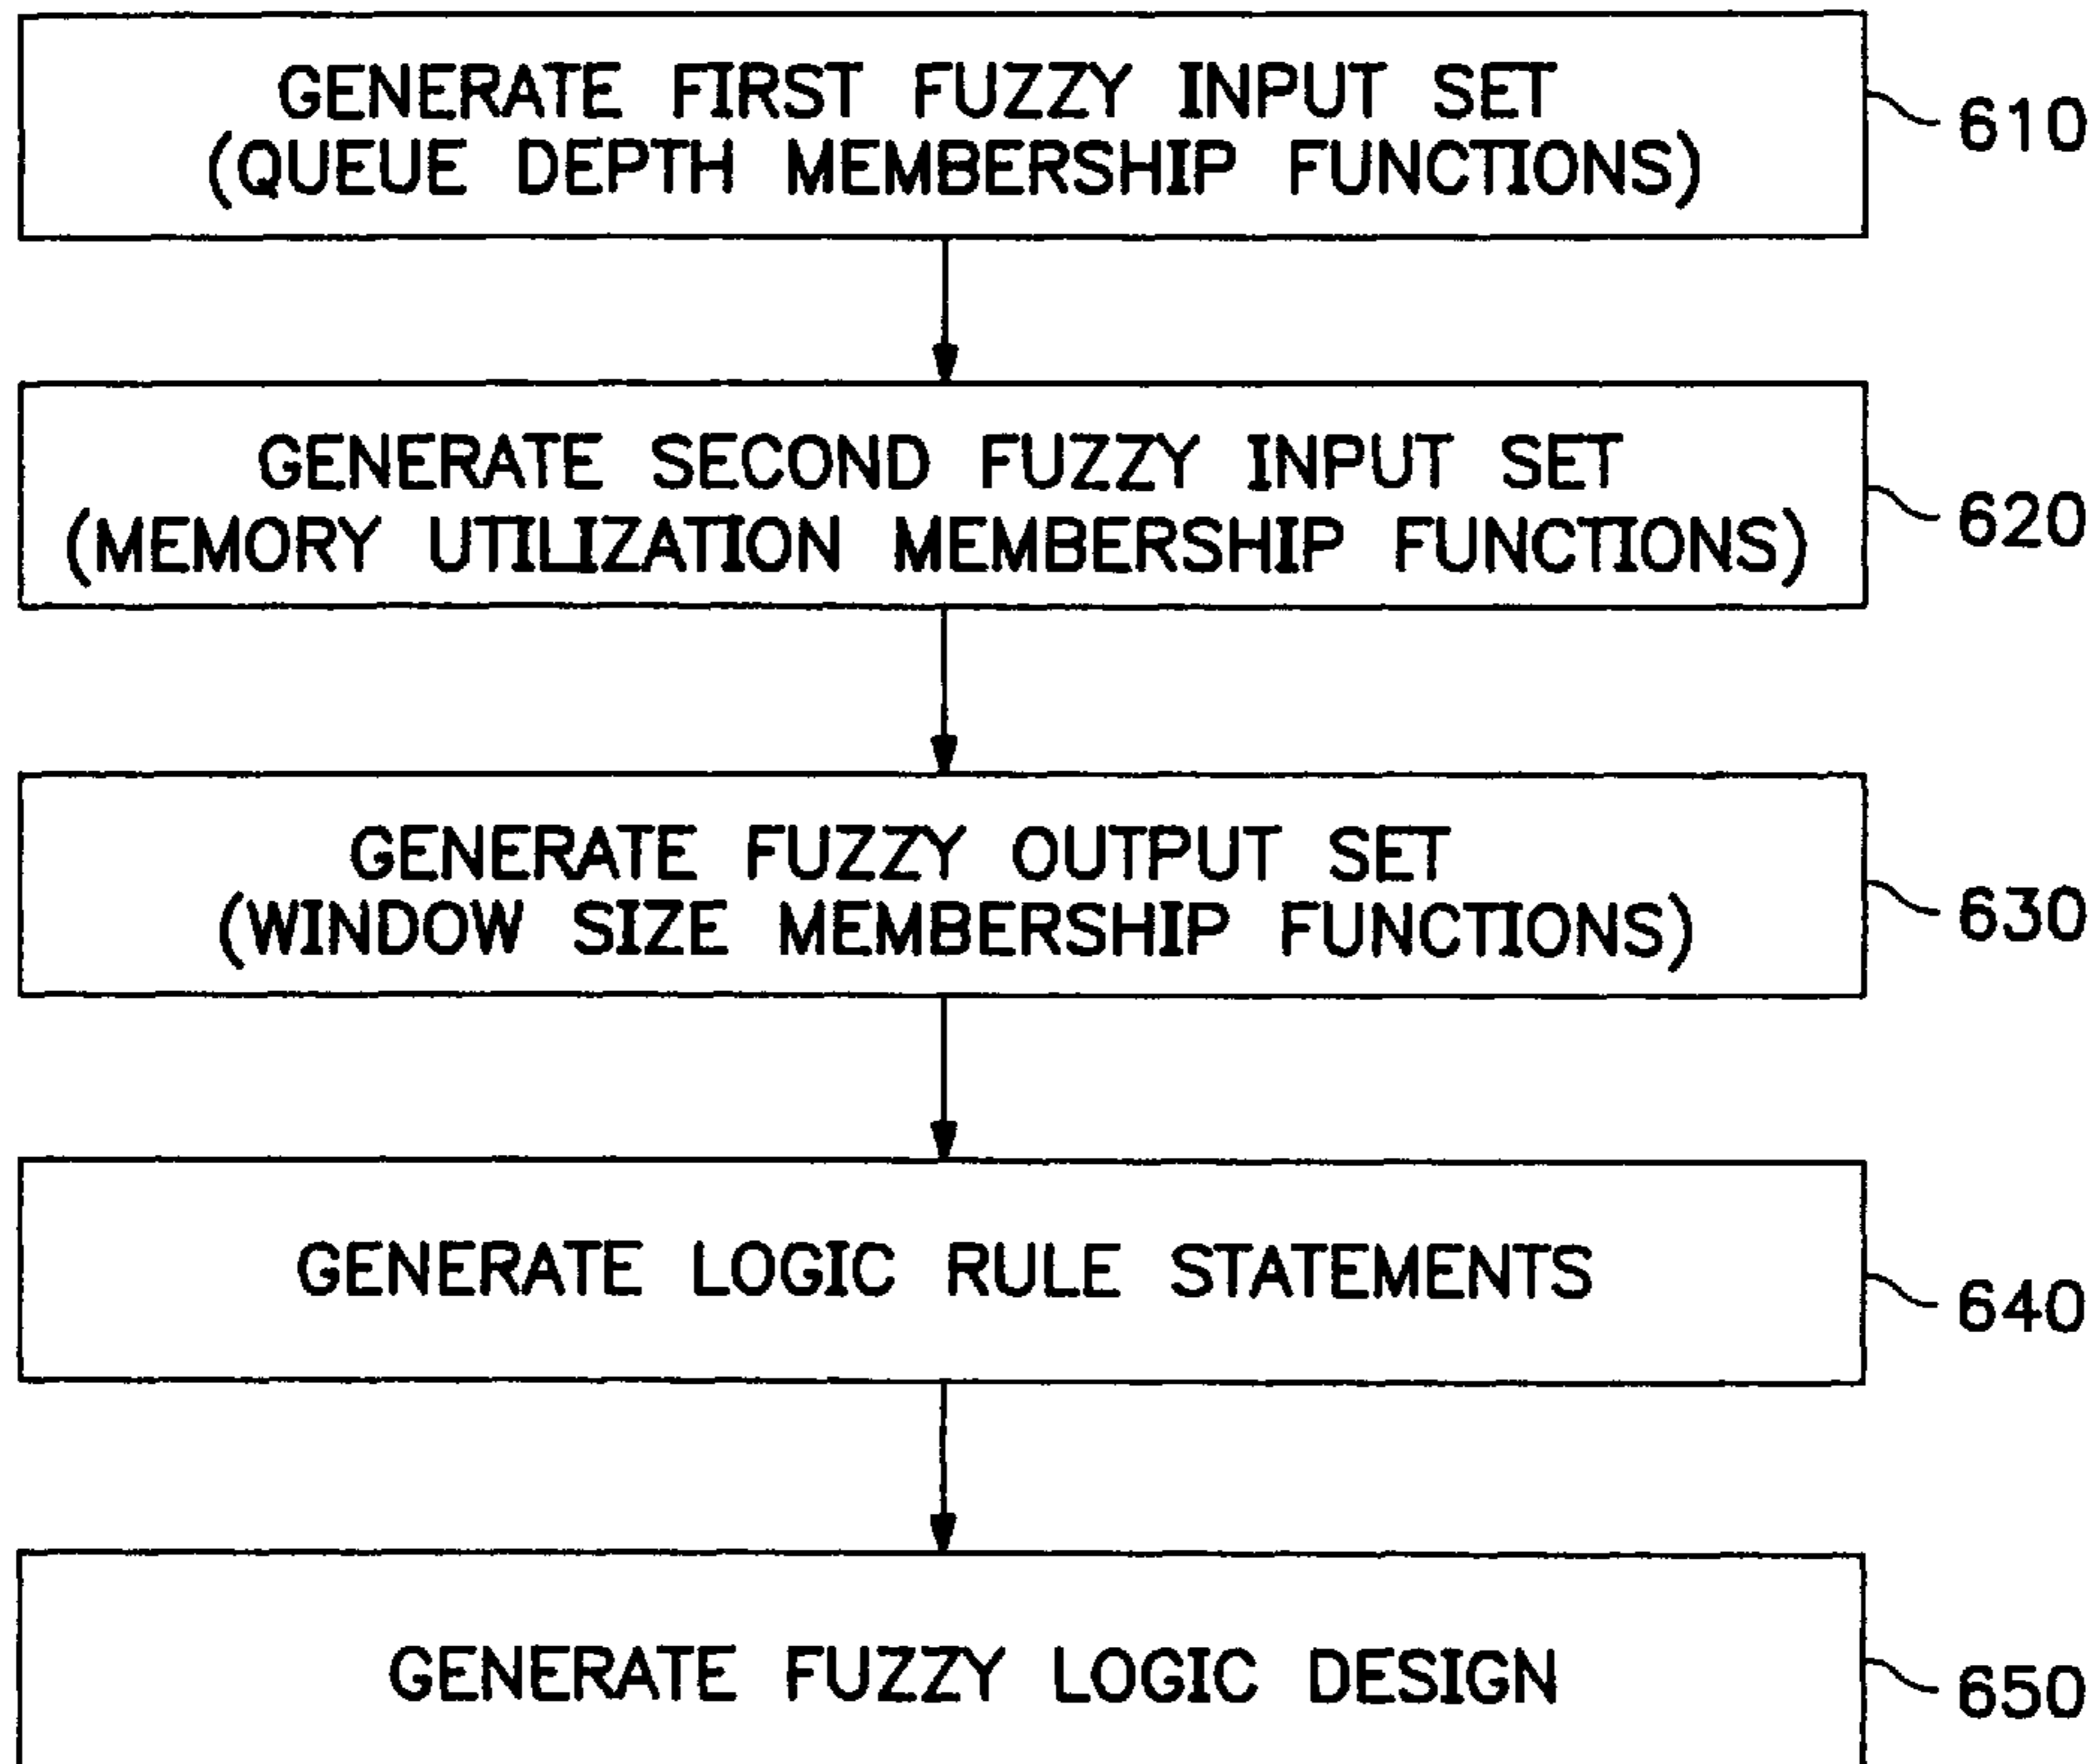 GENERATE FIRST FUZZY INPUT SET
(QUEUE DEPTH MEMBERSHIP FUNCTIONS)
610
GENERATE SECOND FUZZY INPUT SET
(MEMORY UTILIZATION MEMBERSHIP FUNCTIONS)
620
GENERATE FUZZY OUTPUT SET
(WINDOW SIZE MEMBERSHIP FUNCTIONS)
630
GENERATE LOGIC RULE STATEMENTS
640
GENERATE FUZZY LOGIC DESIGN
650